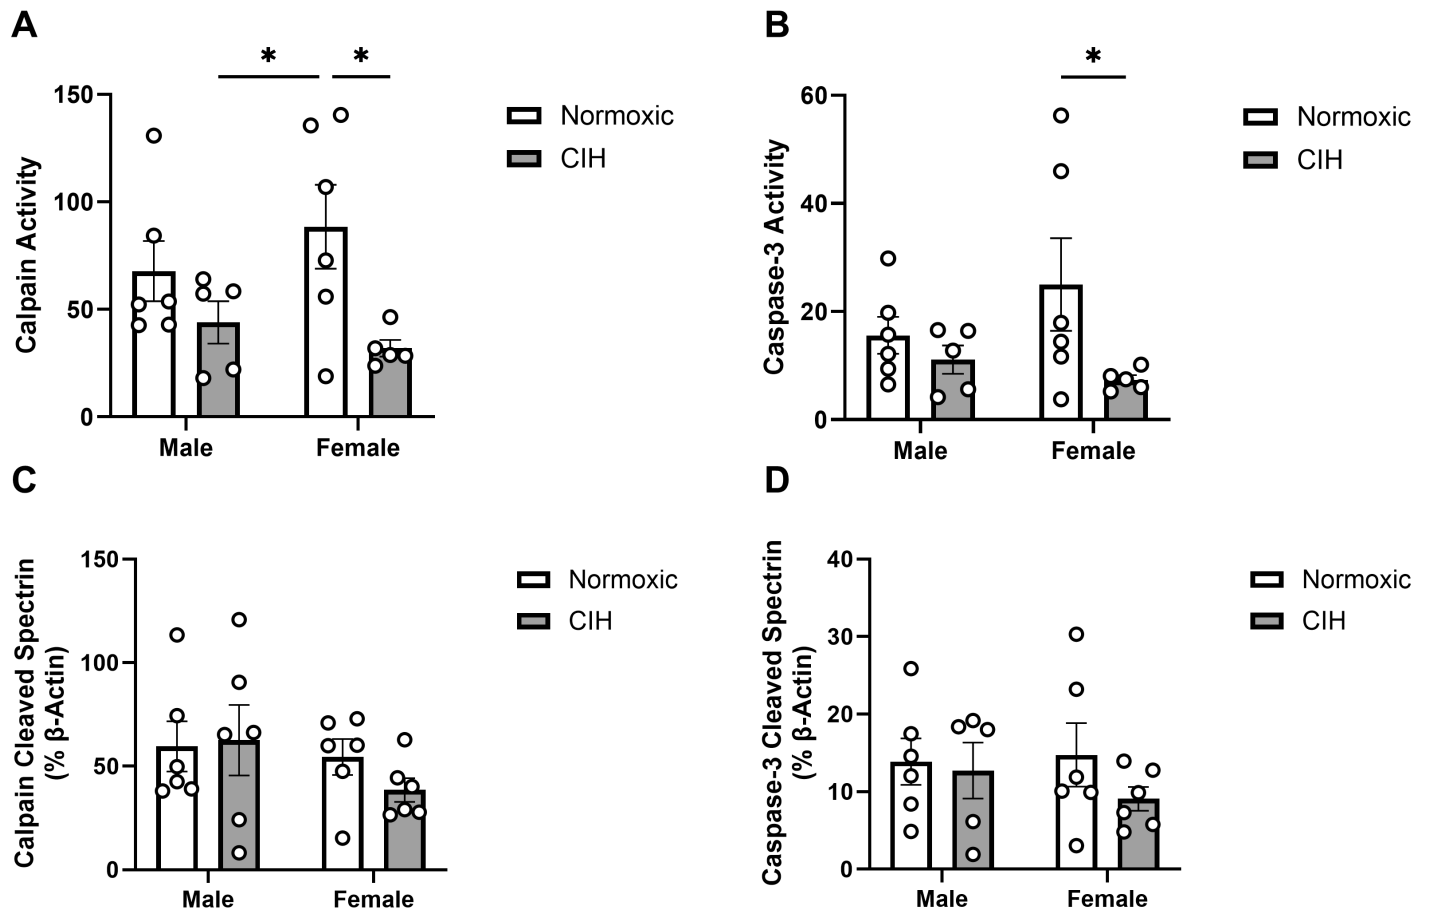 A
* *
150
100
50
0
Calpain Activity
Male Female
Normoxic
CIH
B
*
60
40
20
0
Caspase-3 Activity
Male Female
Normoxic
CIH
C
150
100
50
0
Calpain Cleaved Spectrin
(% β-Actin)
Male Female
Normoxic
CIH
D
40
30
20
10
0
Caspase-3 Cleaved Spectrin
(% β-Actin)
Male Female
Normoxic
CIH